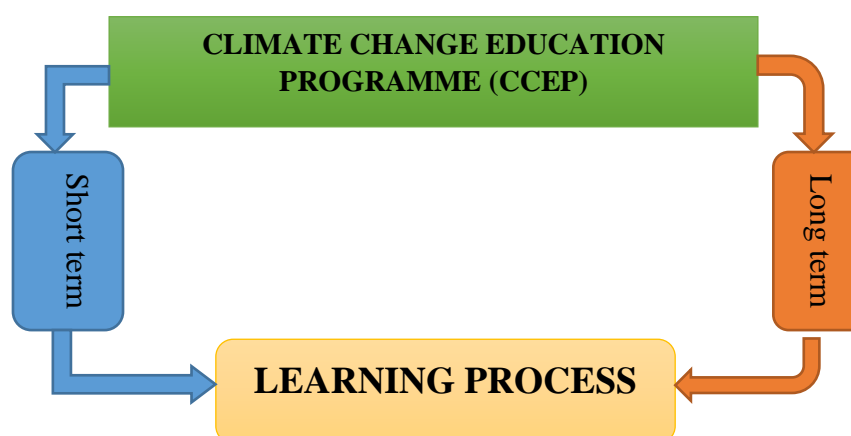 CLIMATE CHANGE EDUCATION
PROGRAMME (CCEP)
Short term
Long term
LEARNING PROCESS